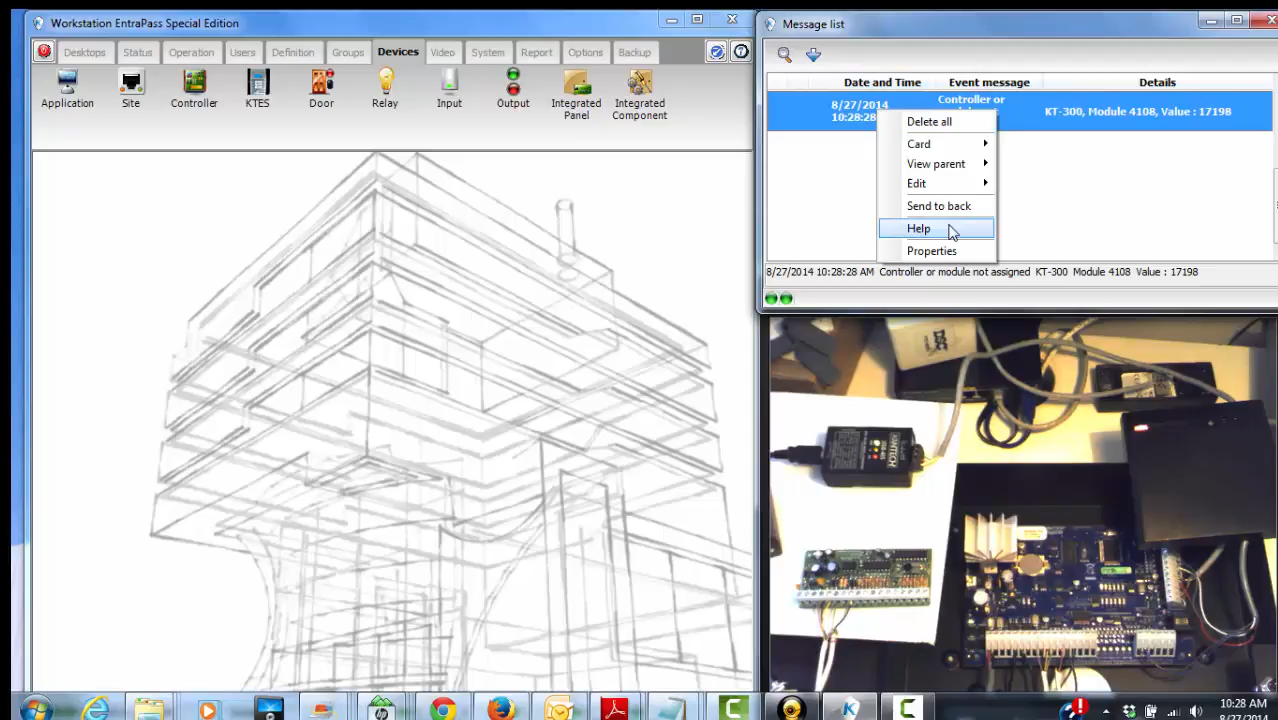 Workstation EntraPass Special Edition
Desktops Status Operation Users Definition Groups Devices Video System Report Options Backup
Application Site Controller KTES Door Relay Input Output Integrated Panel Integrated Component
Message list
Date and Time Event message Details
8/27/2014 10:28:28 Controller or KT-300, Module 4108, Value : 17198
Delete all
Card
View parent
Edit
Send to back
Help
Properties
8/27/2014 10:28:28 AM Controller or module not assigned KT-300 Module 4108 Value : 17198
DSC
KANTECH
10:28 AM
8/27/2014